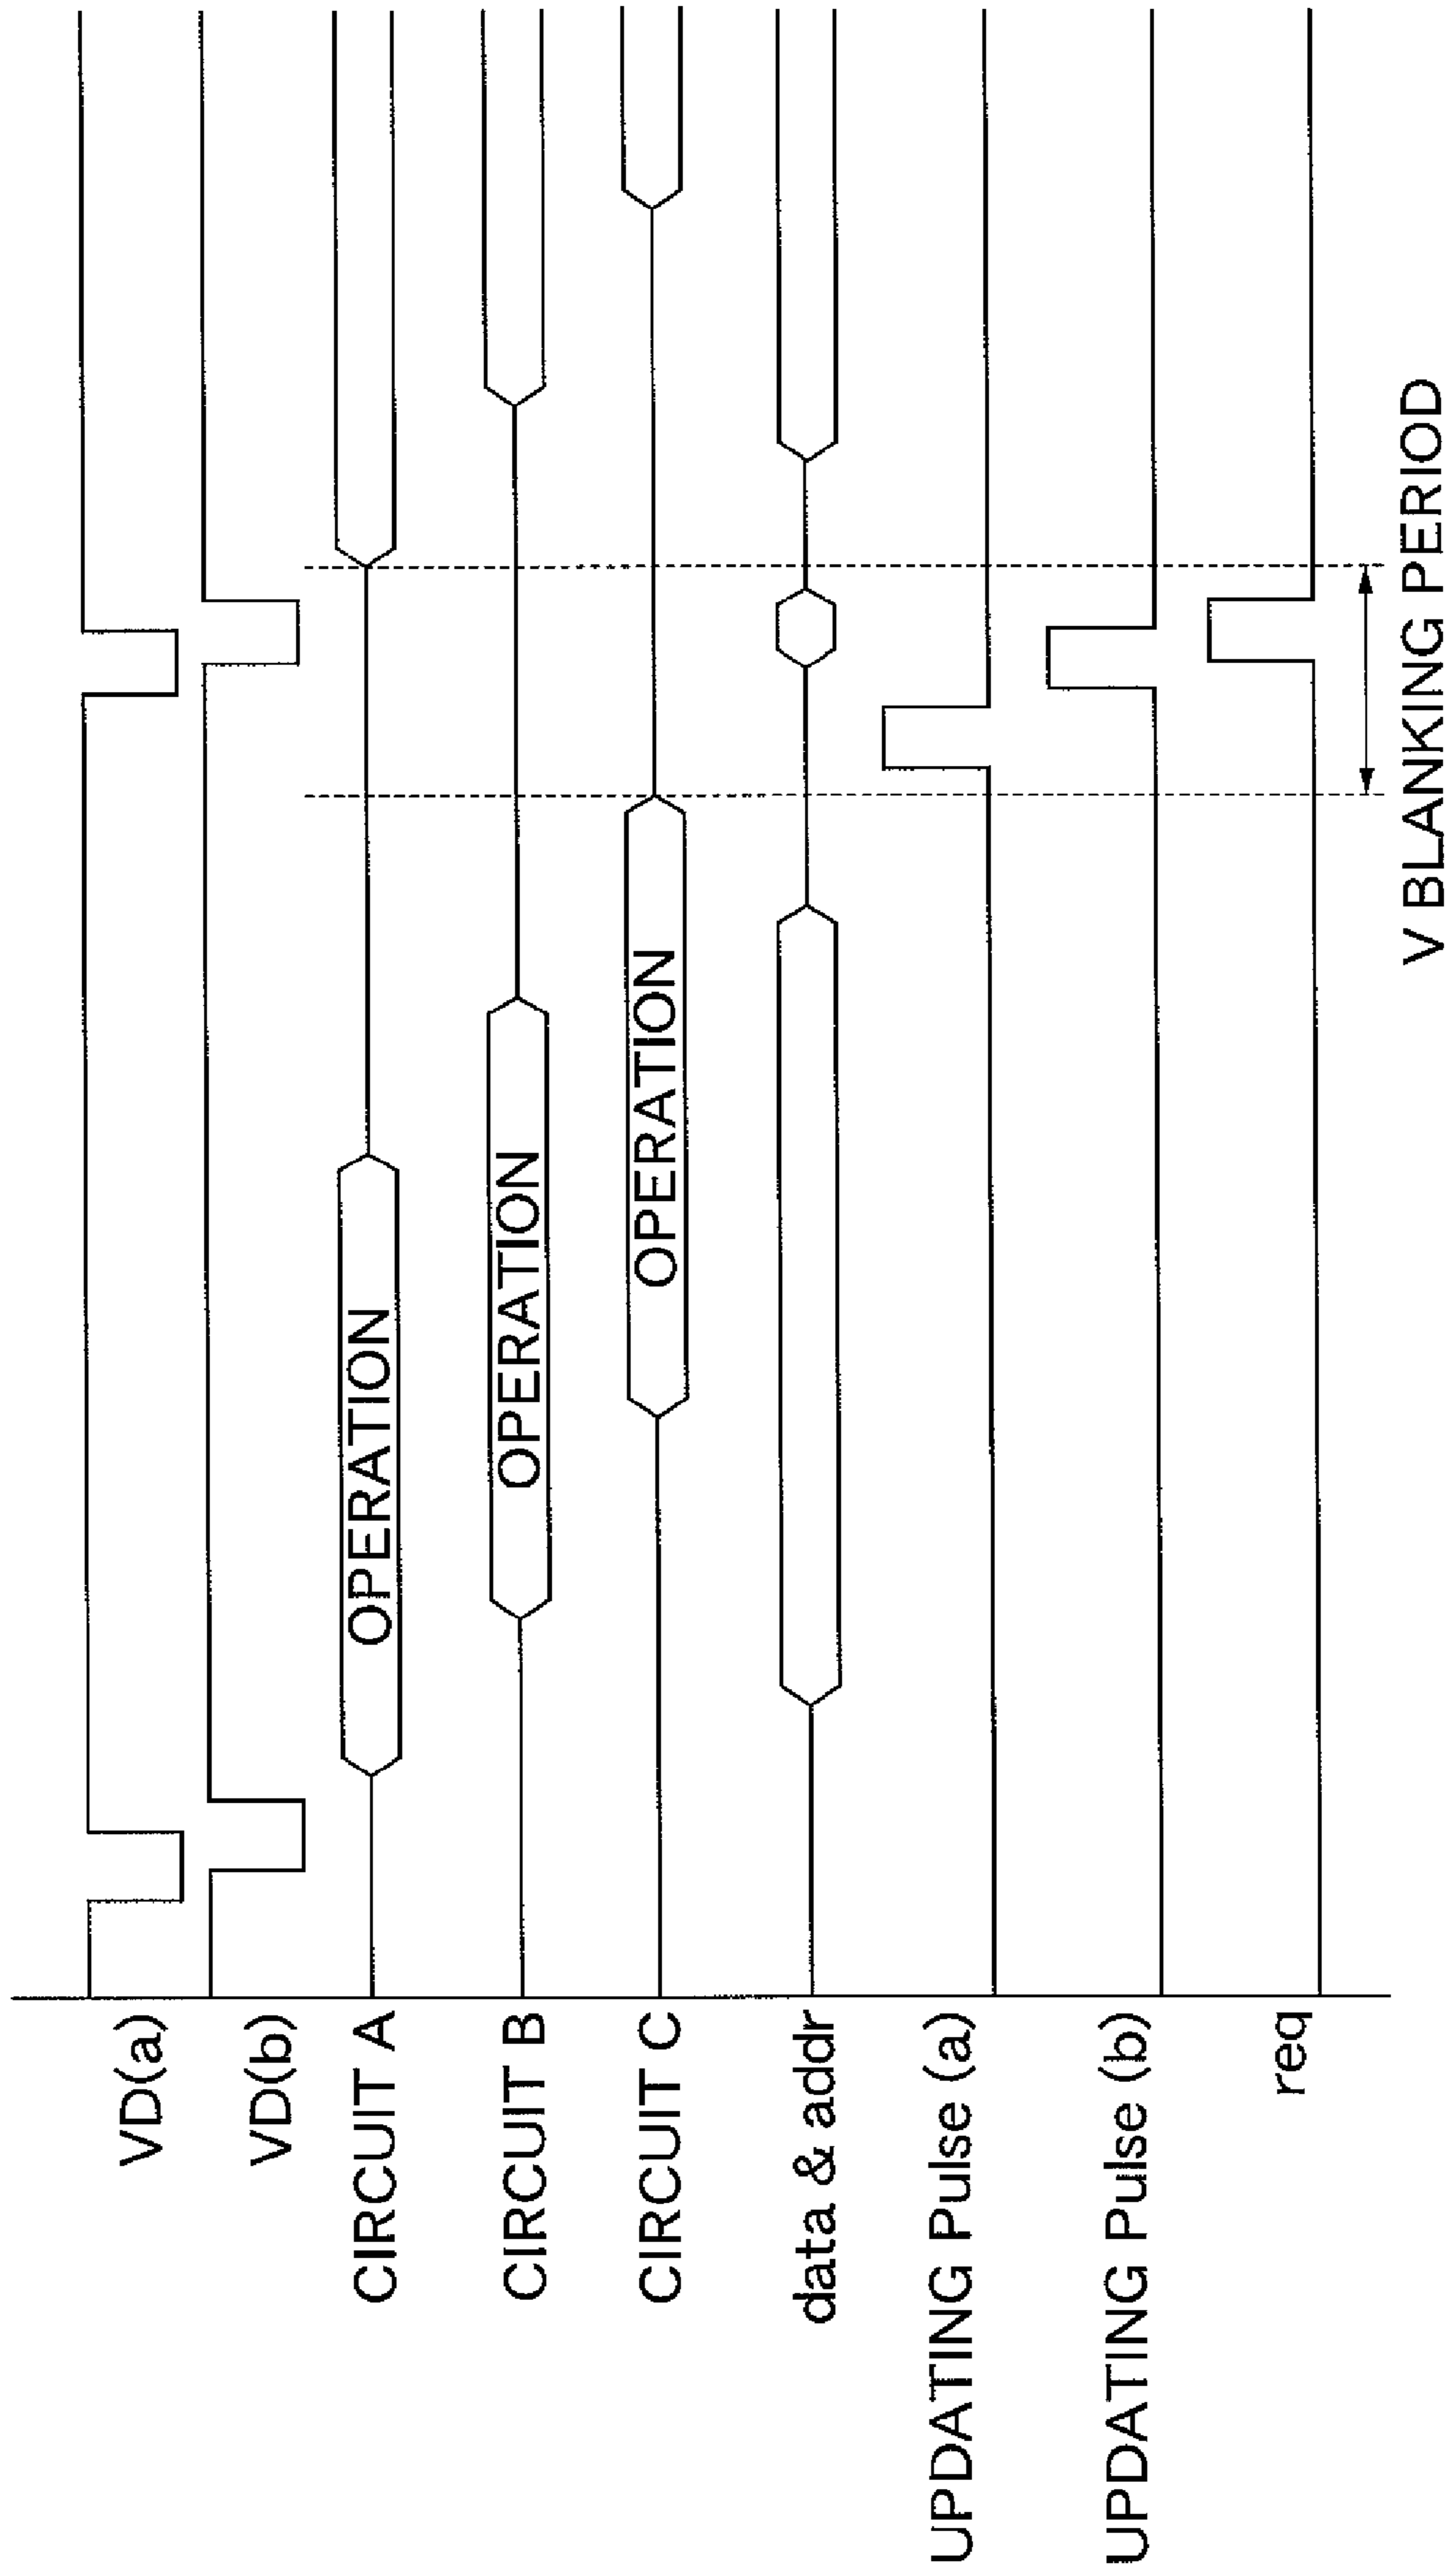 VD(a)
VD(b)
CIRCUIT A
OPERATION
CIRCUIT B
OPERATION
CIRCUIT C
OPERATION
data & addr
UPDATING Pulse (a)
UPDATING Pulse (b)
req
V BLANKING PERIOD